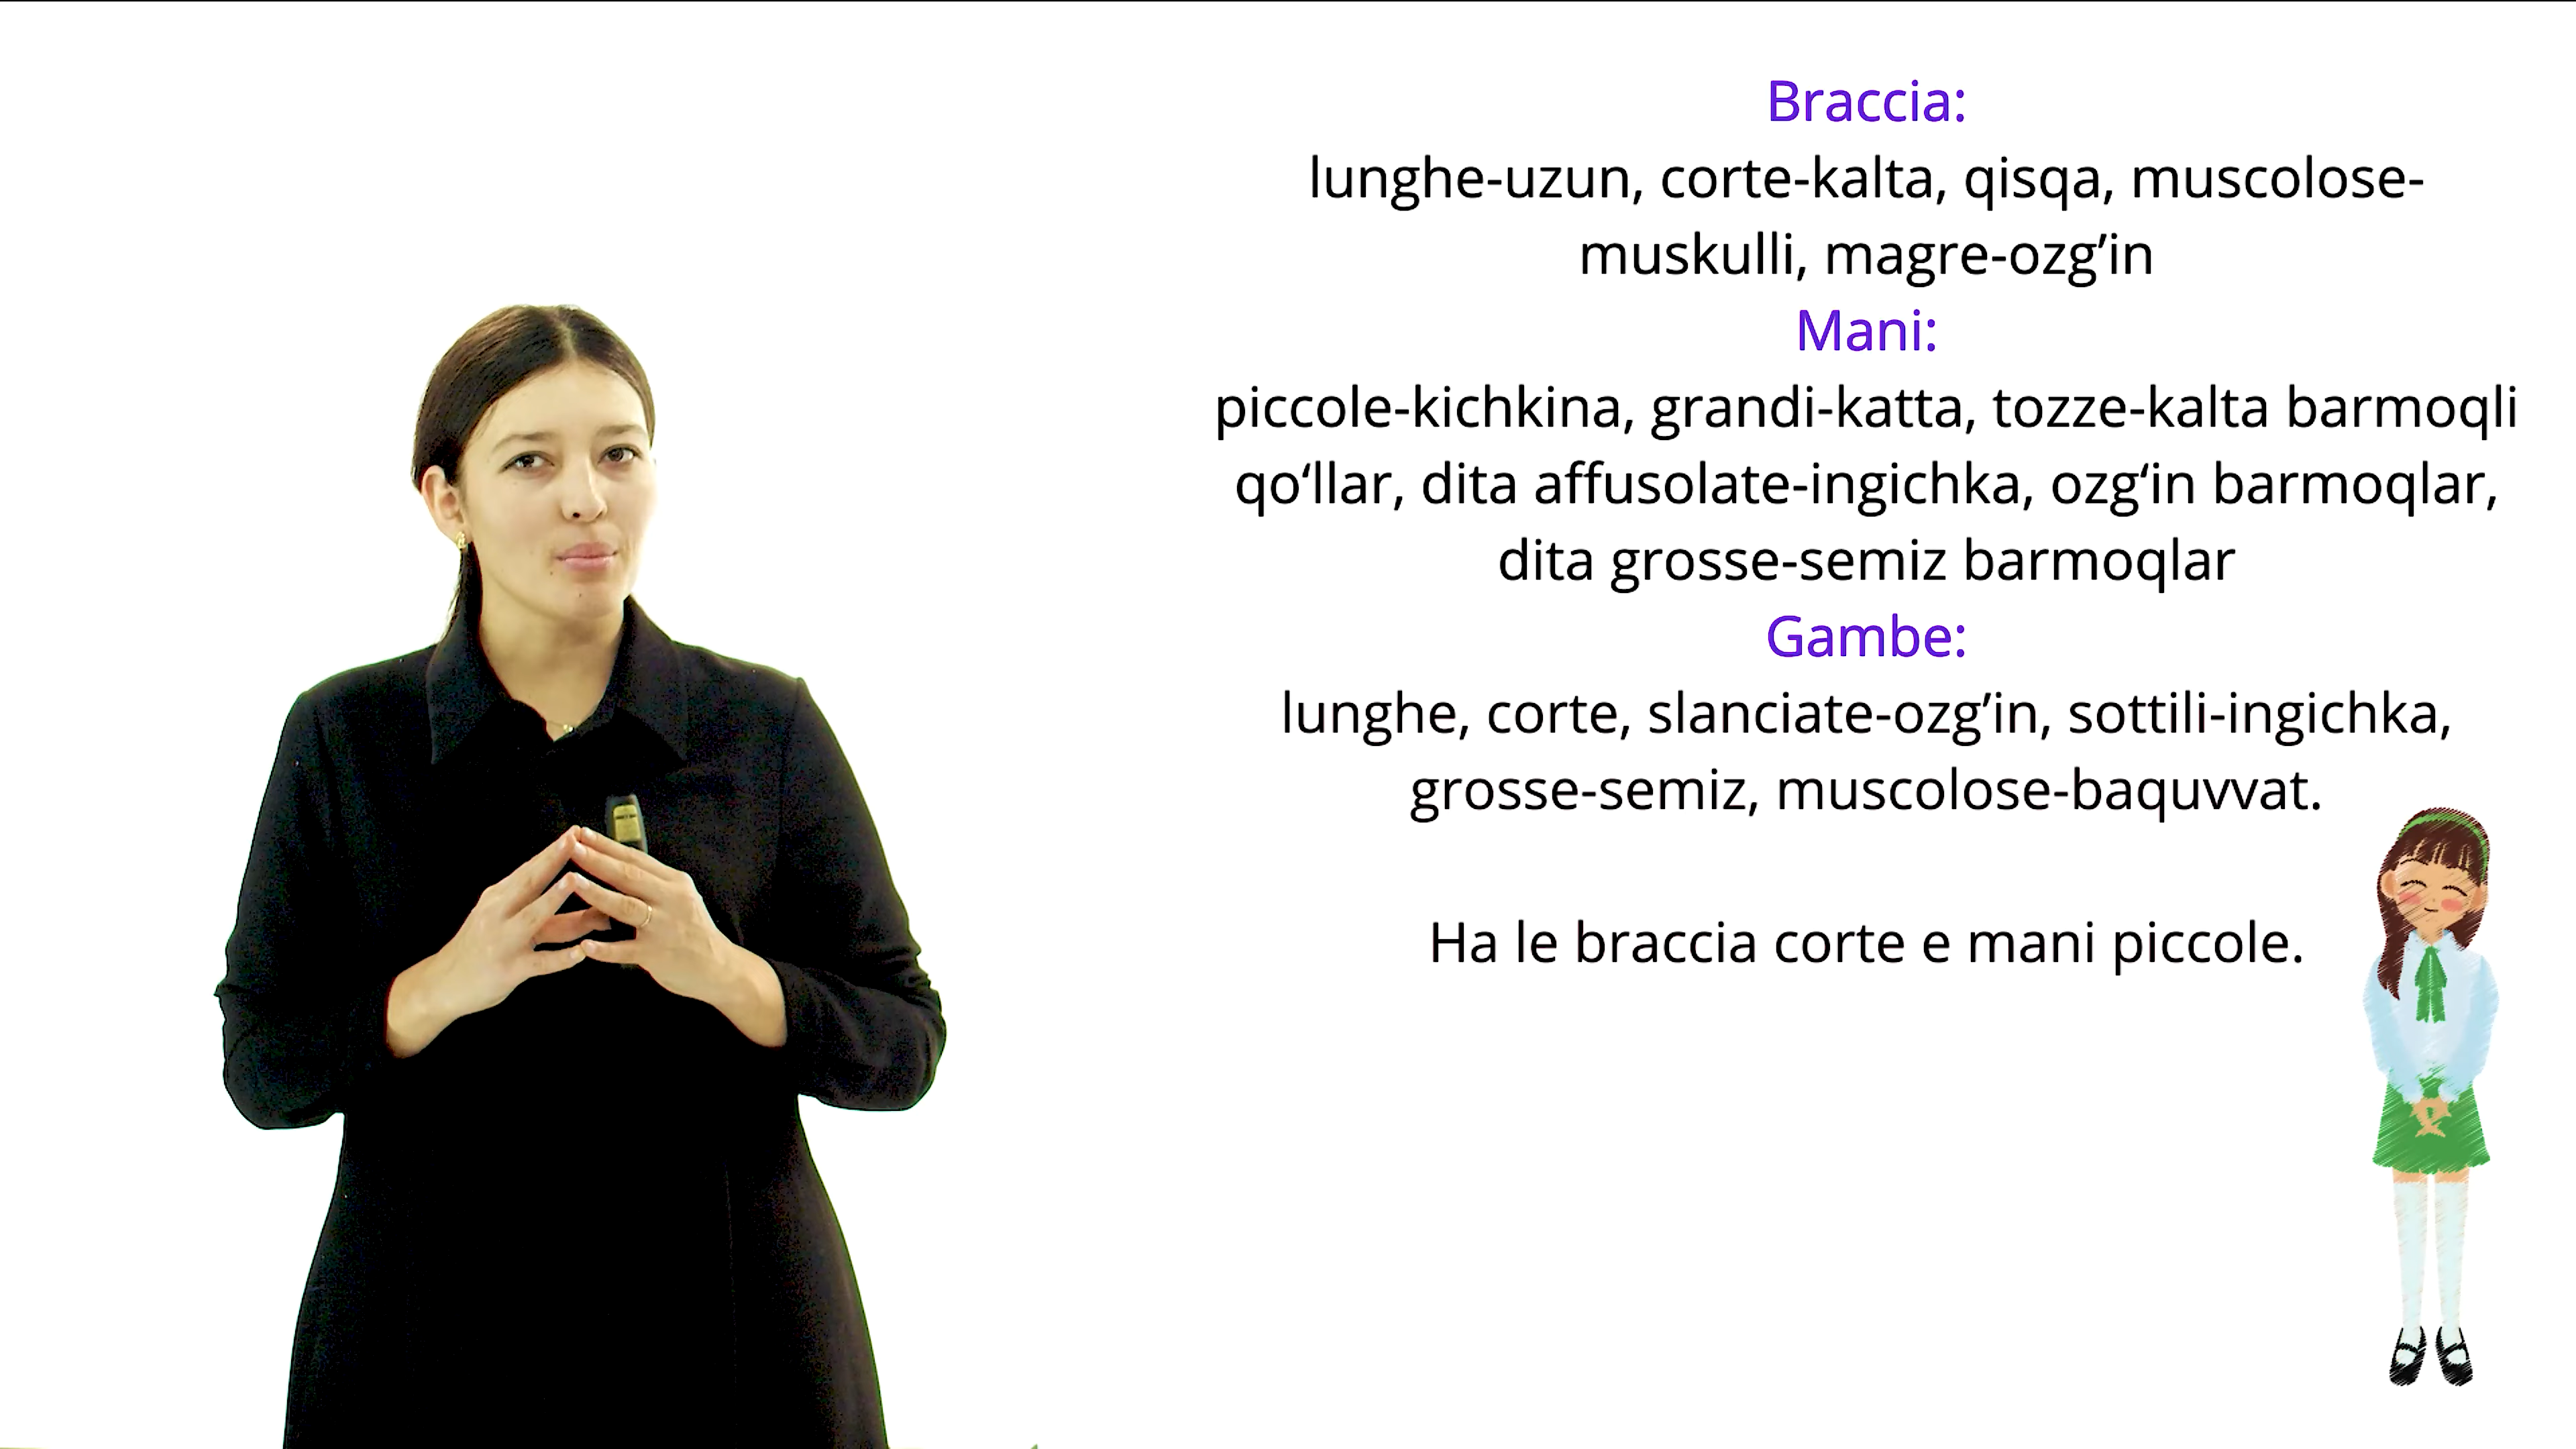 Braccia:
lunghe-uzun, corte-kalta, qisqa, muscolose-
muskulli, magre-ozg’in
Mani:
piccole-kichkina, grandi-katta, tozze-kalta barmoqli
qo‘llar, dita affusolate-ingichka, ozg‘in barmoqlar,
dita grosse-semiz barmoqlar
Gambe:
lunghe, corte, slanciate-ozg’in, sottili-ingichka,
grosse-semiz, muscolose-baquvvat.
Ha le braccia corte e mani piccole.